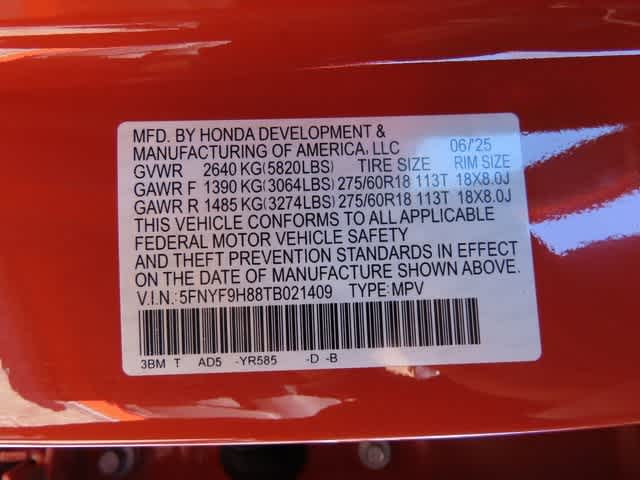 MFD. BY HONDA DEVELOPMENT &
MANUFACTURING OF AMERICA, LLC 06/'25
GVWR 2640 KG(5820LBS) TIRE SIZE RIM SIZE
GAWR F 1390 KG(3064LBS) 275/60R18 113T 18X8.0J
GAWR R 1485 KG(3274LBS) 275/60R18 113T 18X8.0J
THIS VEHICLE CONFORMS TO ALL APPLICABLE
FEDERAL MOTOR VEHICLE SAFETY
AND THEFT PREVENTION STANDARDS IN EFFECT
ON THE DATE OF MANUFACTURE SHOWN ABOVE.
V.I.N.:5FNYF9H88TB021409 TYPE:MPV
3BM T AD5 -YR585 -D -B